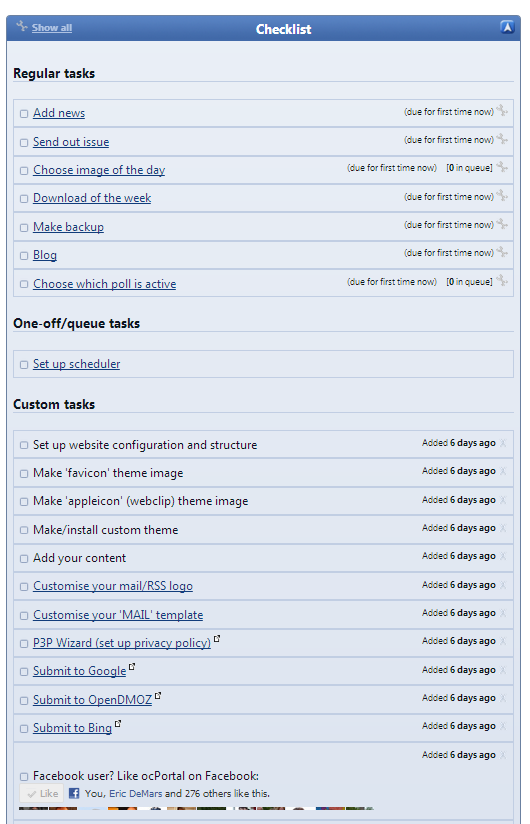 Show all Checklist
Regular tasks
Add news (due for first time now)
Send out issue (due for first time now)
Choose image of the day (due for first time now) [0 in queue]
Download of the week (due for first time now)
Make backup (due for first time now)
Blog (due for first time now)
Choose which poll is active (due for first time now) [0 in queue]
One-off/queue tasks
Set up scheduler
Custom tasks
Set up website configuration and structure Added 6 days ago X
Make 'favicon' theme image Added 6 days ago X
Make 'appleicon' (webclip) theme image Added 6 days ago X
Make/install custom theme Added 6 days ago X
Add your content Added 6 days ago X
Customise your mail/RSS logo Added 6 days ago X
Customise your 'MAIL' template Added 6 days ago X
P3P Wizard (set up privacy policy) Added 6 days ago X
Submit to Google Added 6 days ago X
Submit to OpenDMOZ Added 6 days ago X
Submit to Bing Added 6 days ago X
Added 6 days ago X
Facebook user? Like ocPortal on Facebook:
Like f You, Eric DeMars and 276 others like this.